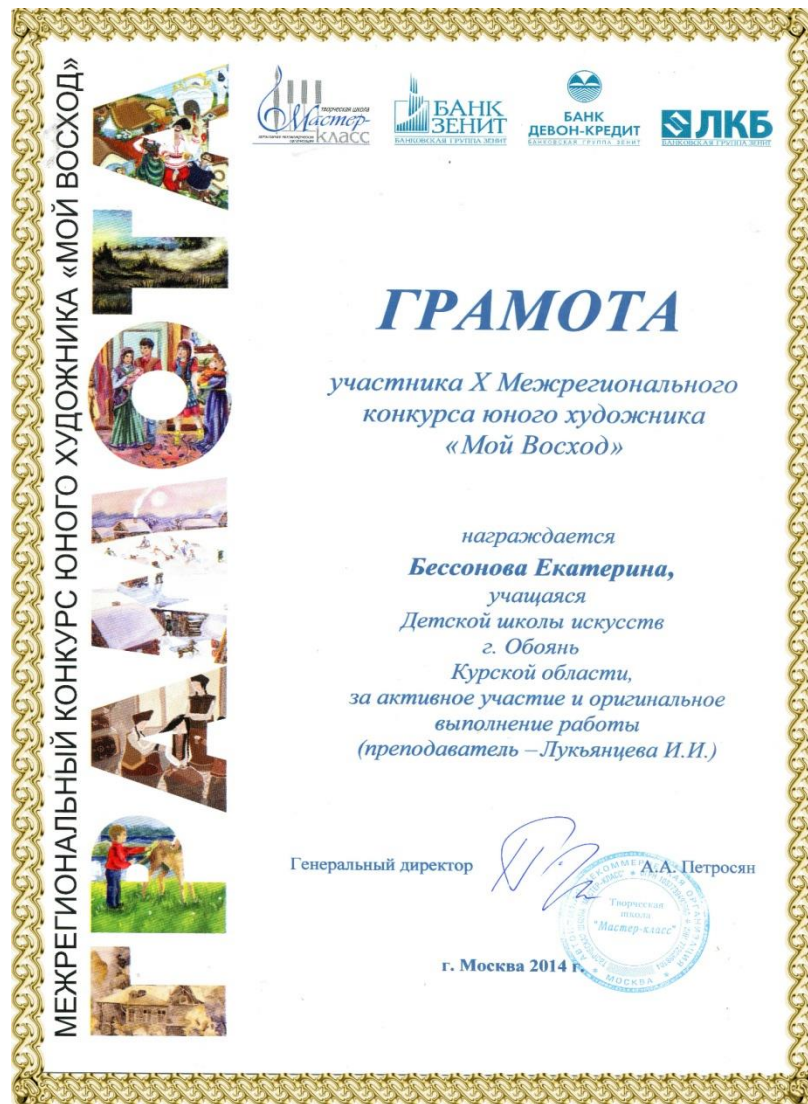 МЕЖРЕГИОНАЛЬНЫЙ КОНКУРС ЮНОГО ХУДОЖНИКА «МОЙ ВОСХОД»
ГРАМОТА
творческая школа
Мастер-
КЛАСС
БАНК
ЗЕНИТ
БАНКОВСКАЯ ГРУППА ЗЕНИТ
БАНК
ДЕВОН-КРЕДИТ
БАНКОВСКАЯ ГРУППА ЗЕНИТ
ЛКБ
БАНКОВСКАЯ ГРУППА ЗЕНИТ
ГРАМОТА
участника X Межрегионального
конкурса юного художника
«Мой Восход»
награждается
Бессонова Екатерина,
учащаяся
Детской школы искусств
г. Обоянь
Курской области,
за активное участие и оригинальное
выполнение работы
(преподаватель – Лукьянцева И.И.)
Генеральный директор
А.А. Петросян
Творческая
школа
"Мастер-класс"
МОСКВА
г. Москва 2014 г.